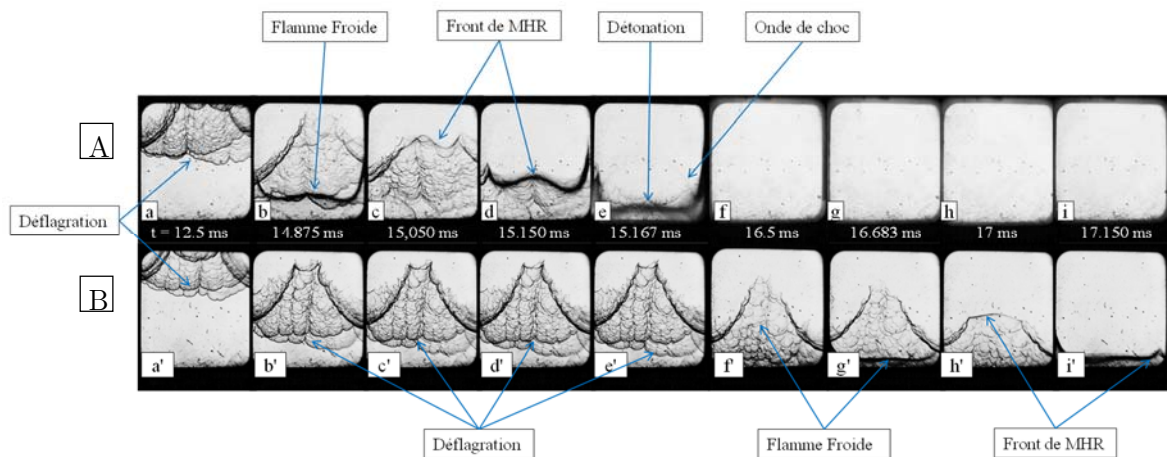 Flamme Froide
Front de MHR
Détonation
Onde de choc
A
a b c d e f g h i
Déflagration
t = 12.5 ms 14.875 ms 15,050 ms 15.150 ms 15.167 ms 16.5 ms 16.683 ms 17 ms 17.150 ms
B
a' b' c' d' e' f' g' h' i'
Déflagration
Flamme Froide
Front de MHR